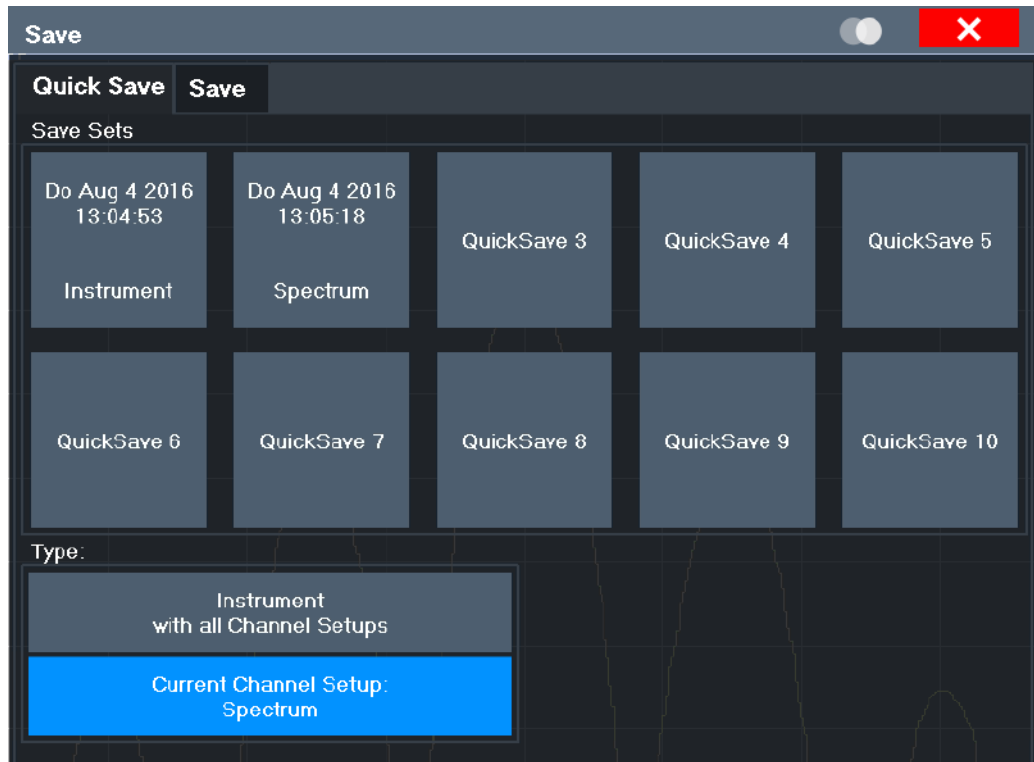 Save
Quick Save
Save
Save Sets
Do Aug 4 2016
13:04:53
Instrument
Do Aug 4 2016
13:05:18
Spectrum
QuickSave 3
QuickSave 4
QuickSave 5
QuickSave 6
QuickSave 7
QuickSave 8
QuickSave 9
QuickSave 10
Type:
Instrument
with all Channel Setups
Current Channel Setup:
Spectrum